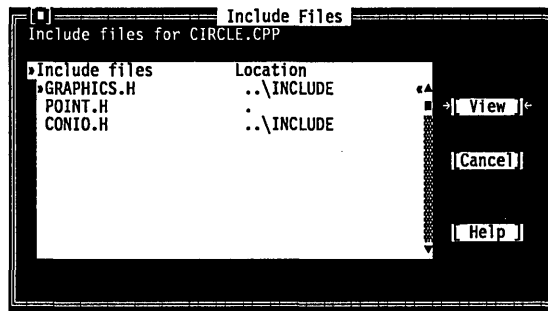 [■] Include Files
Include files for CIRCLE.CPP
»Include files Location
»GRAPHICS.H ..\INCLUDE «
POINT.H .
CONIO.H ..\INCLUDE
→[ View ]←
[Cancel]
[ Help ]